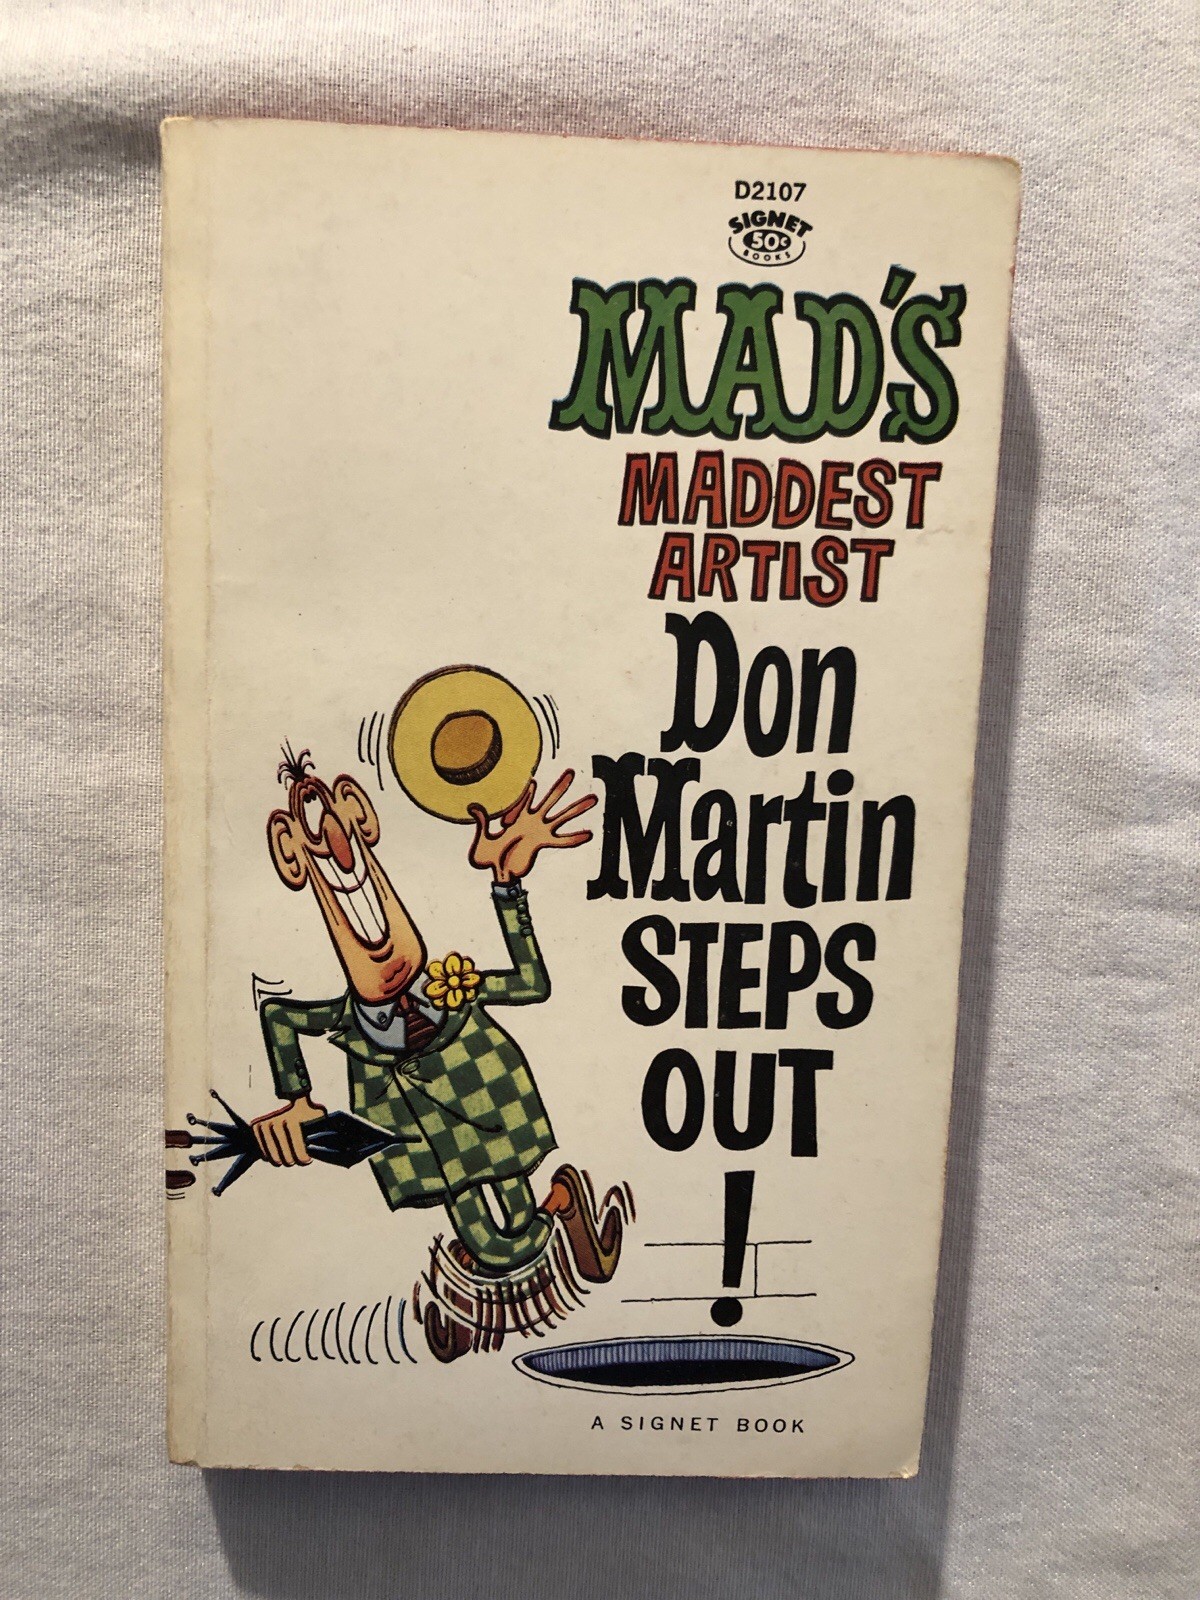 D2107
SIGNET
50¢
BOOKS
MAD'S
MADDEST
ARTIST
Don
Martin
STEPS
OUT
!
A SIGNET BOOK